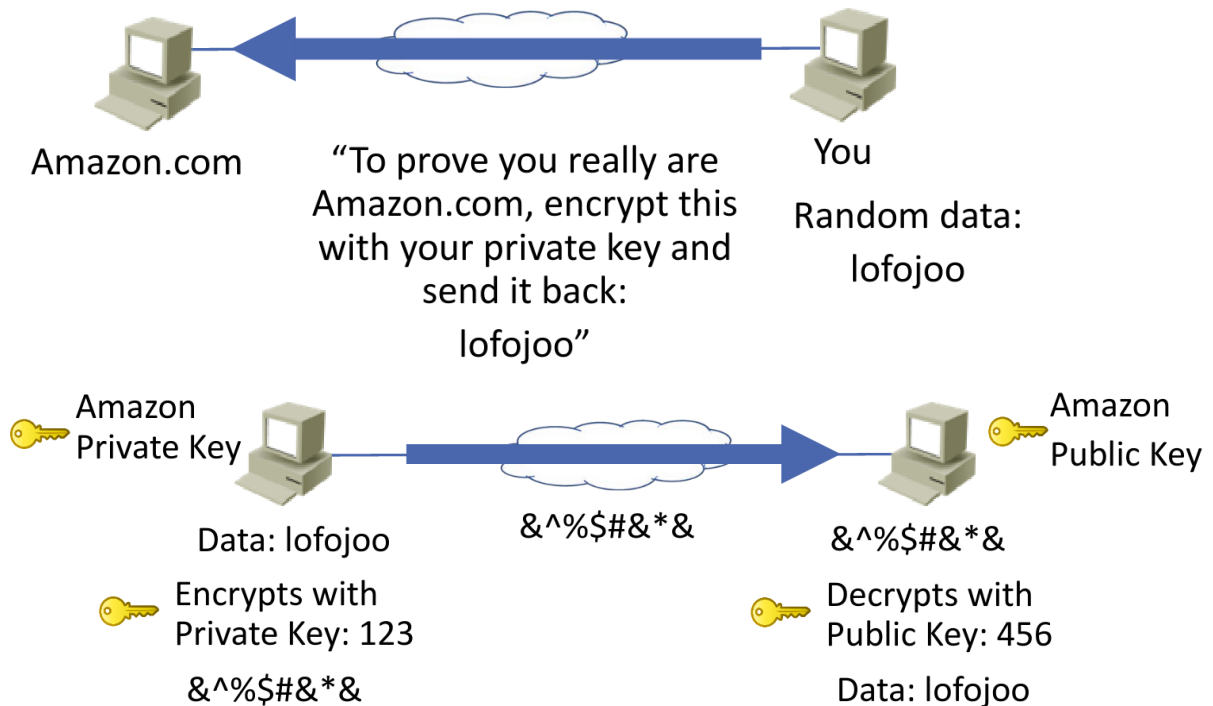 Amazon.com
“To prove you really are
Amazon.com, encrypt this
with your private key and
send it back:
lofojoo”
You
Random data:
lofojoo
Amazon
Private Key
Amazon
Public Key
&^%$#&*&
Data: lofojoo
Encrypts with
Private Key: 123
&^%$#&*&
&^%$#&*&
Decrypts with
Public Key: 456
Data: lofojoo